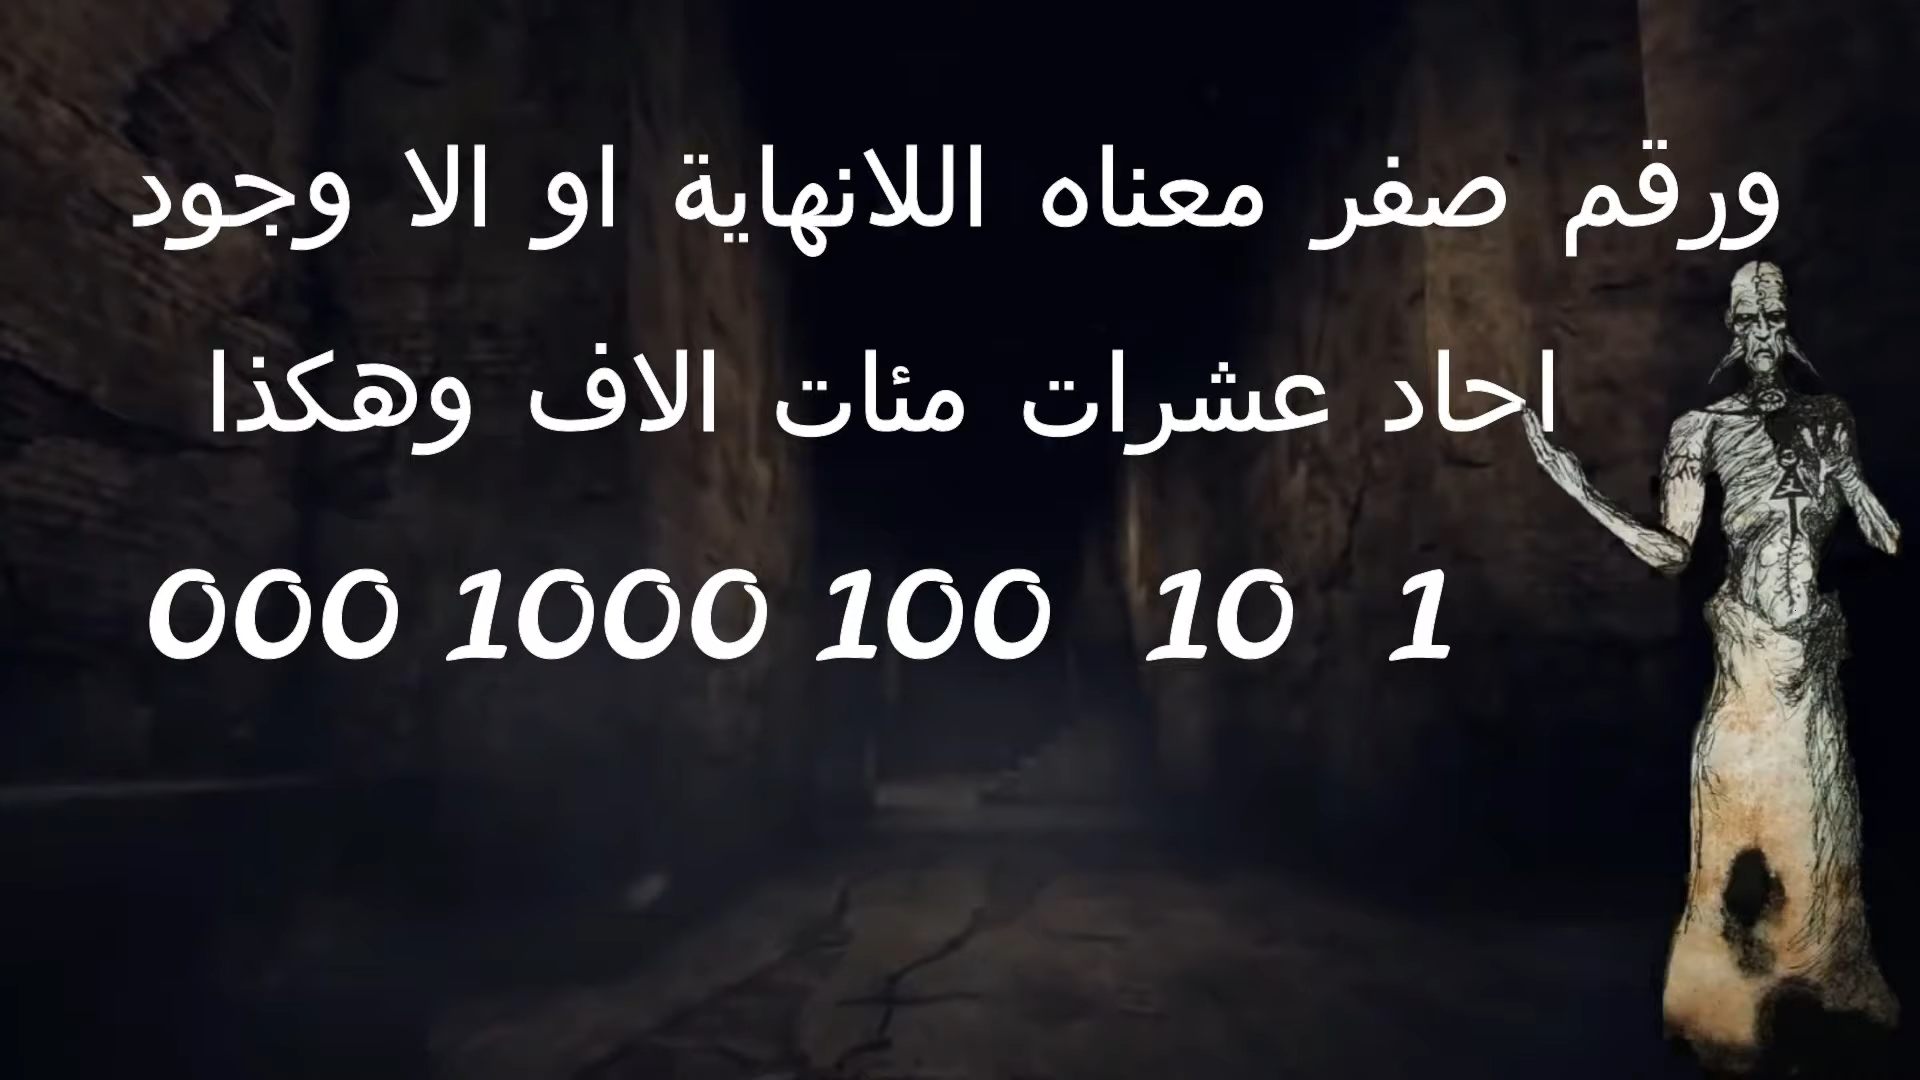 ورقم صفر معناه اللانهاية او الا وجود
احاد عشرات مئات الاف وهكذا
000 1000 100 10 1